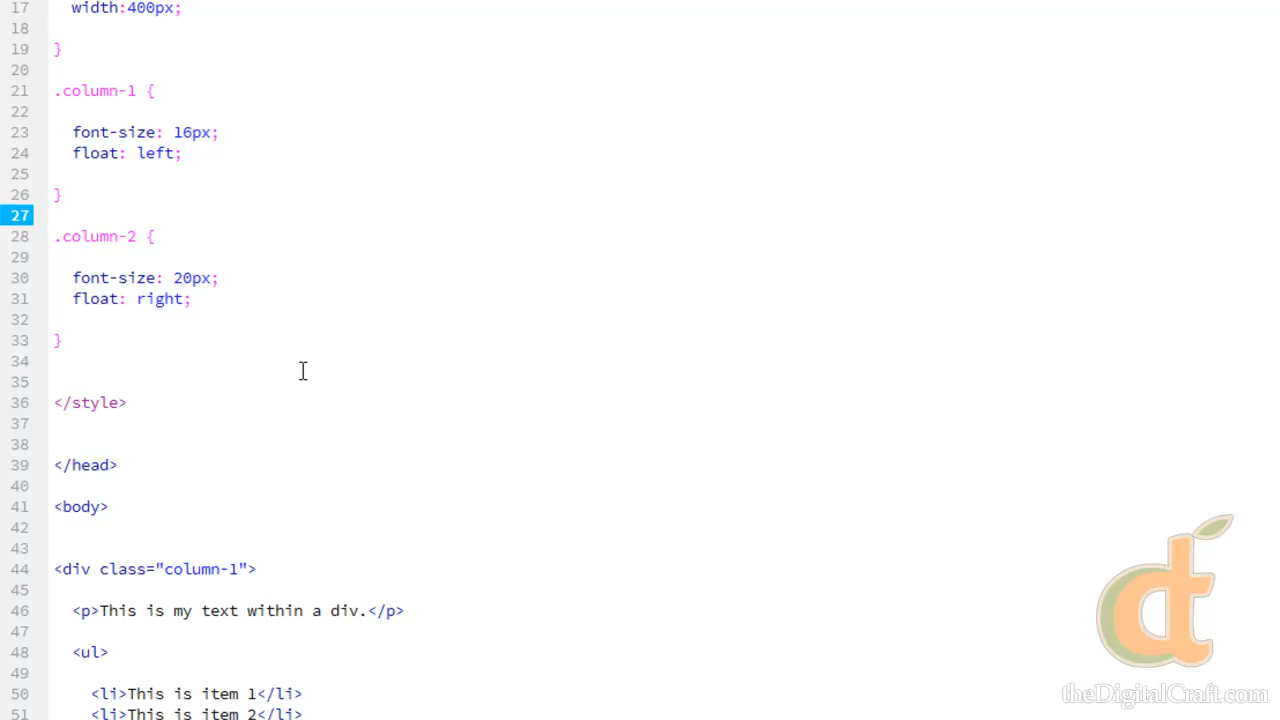 17 width:400px;
18
19 }
20
21 .column-1 {
22
23 font-size: 16px;
24 float: left;
25
26 }
27
28 .column-2 {
29
30 font-size: 20px;
31 float: right;
32
33 }
34
35
36 </style>
37
38
39 </head>
40
41 <body>
42
43
44 <div class="column-1">
45
46 <p>This is my text within a div.</p>
47
48 <ul>
49
50 <li>This is item 1</li>
51 <li>This is item 2</li>
dt
theDigitalCraft.com